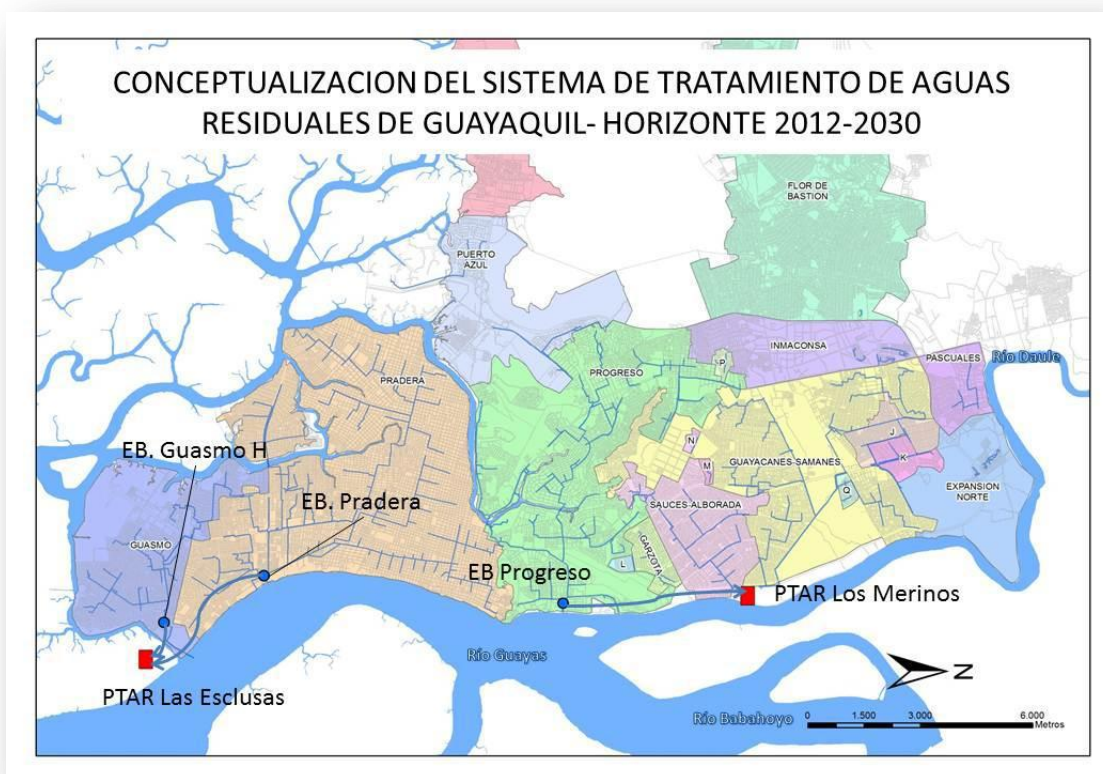 CONCEPTUALIZACION DEL SISTEMA DE TRATAMIENTO DE AGUAS
RESIDUALES DE GUAYAQUIL- HORIZONTE 2012-2030
FLOR DE
BASTION
PUERTO
AZUL
INMACONSA
PASCUALES
Río Daule
P
PROGRESO
PRADERA
EB. Guasmo H
N
J
M
GUAYACANES-SAMANES
K
EXPANSION
NORTE
Q
EB. Pradera
SAUCES-ALBORADA
GUASMO
GARZOTA
L
EB Progreso
PTAR Los Merinos
Río Guayas
N
PTAR Las Esclusas
Río Babahoyo
0 1.500 3.000 6.000
Metros